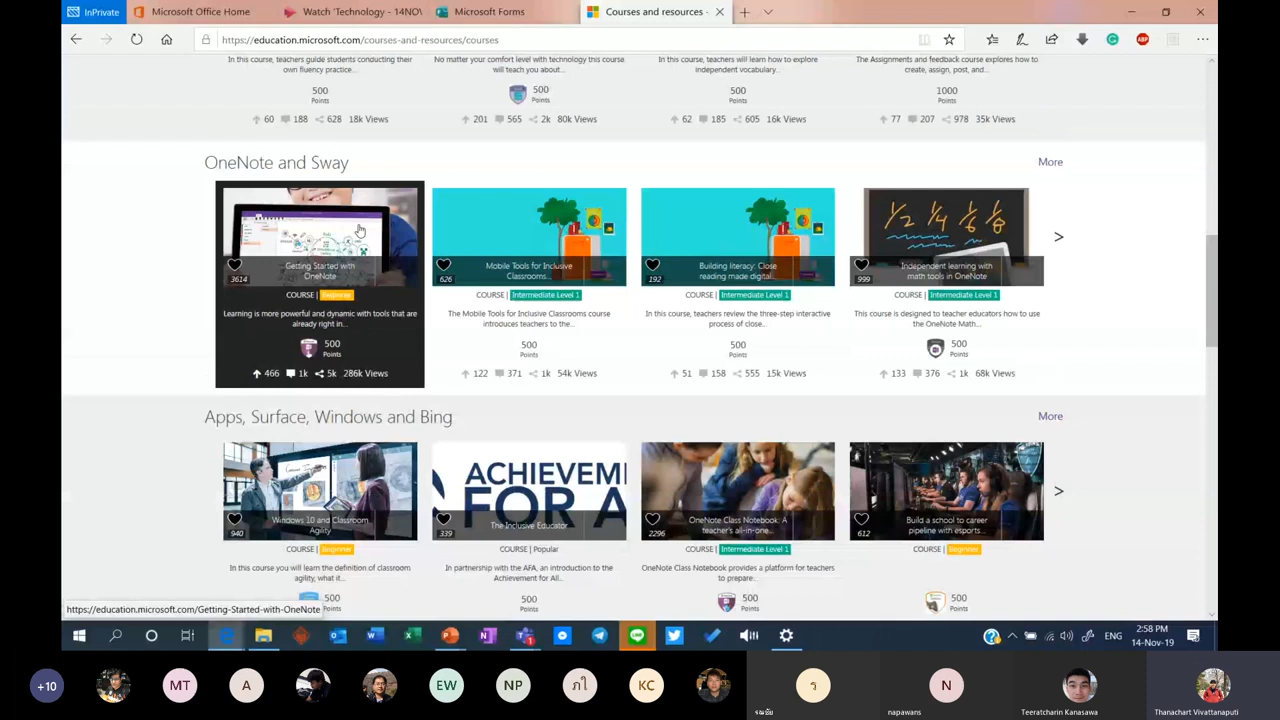 InPrivate
Microsoft Office Home
Watch 'Technology - 14NO\
Microsoft Forms
Courses and resources -
https://education.microsoft.com/courses-and-resources/courses
In this course, teachers guide students conducting their
own fluency practice...
500
Points
60 188 628 18k Views
No matter your comfort level with technology this course
will teach you about...
500
Points
201 565 2k 80k Views
In this course, teachers will learn how to explore
independent vocabulary...
500
Points
62 185 605 16k Views
The Assignments and feedback course explores how to
create, assign, post, and...
1000
Points
77 207 978 35k Views
OneNote and Sway
More
3614
Getting Started with
OneNote
COURSE | Beginner
Learning is more powerful and dynamic with tools that are
already right in...
500
Points
466 1k 5k 286k Views
626
Mobile Tools for Inclusive
Classrooms...
COURSE | Intermediate Level 1
The Mobile Tools for Inclusive Classrooms course
introduces teachers to the...
500
Points
122 371 1k 54k Views
192
Building literacy: Close
reading made digital...
COURSE | Intermediate Level 1
In this course, teachers review the three-step interactive
process of close...
500
Points
51 158 555 15k Views
1/2 1/4 1/6 1/8
999
Independent learning with
math tools in OneNote
COURSE | Intermediate Level 1
This course is designed to teacher educators how to use
the OneNote Math...
500
Points
133 376 1k 68k Views
>
Apps, Surface, Windows and Bing
More
940
Windows 10 and Classroom
Agility
COURSE | Beginner
In this course you will learn the definition of classroom
agility, what it...
500
Points
ACHIEVEM
FOR A
339
The Inclusive Educator
COURSE | Popular
In partnership with the AFA, an introduction to the
Achievement for All...
500
Points
2296
OneNote Class Notebook: A
teacher's all-in-one...
COURSE | Intermediate Level 1
OneNote Class Notebook provides a platform for teachers
to prepare...
500
Points
612
Build a school to career
pipeline with esports...
COURSE | Beginner
500
Points
>
https://education.microsoft.com/Getting-Started-with-OneNote
ENG
2:58 PM
14-Nov-19
+10
MT
A
EW
NP
ภไ
KC
ร
N
napawans
Teeratcharin Kanasawa
Thanachart Vivattanaputi